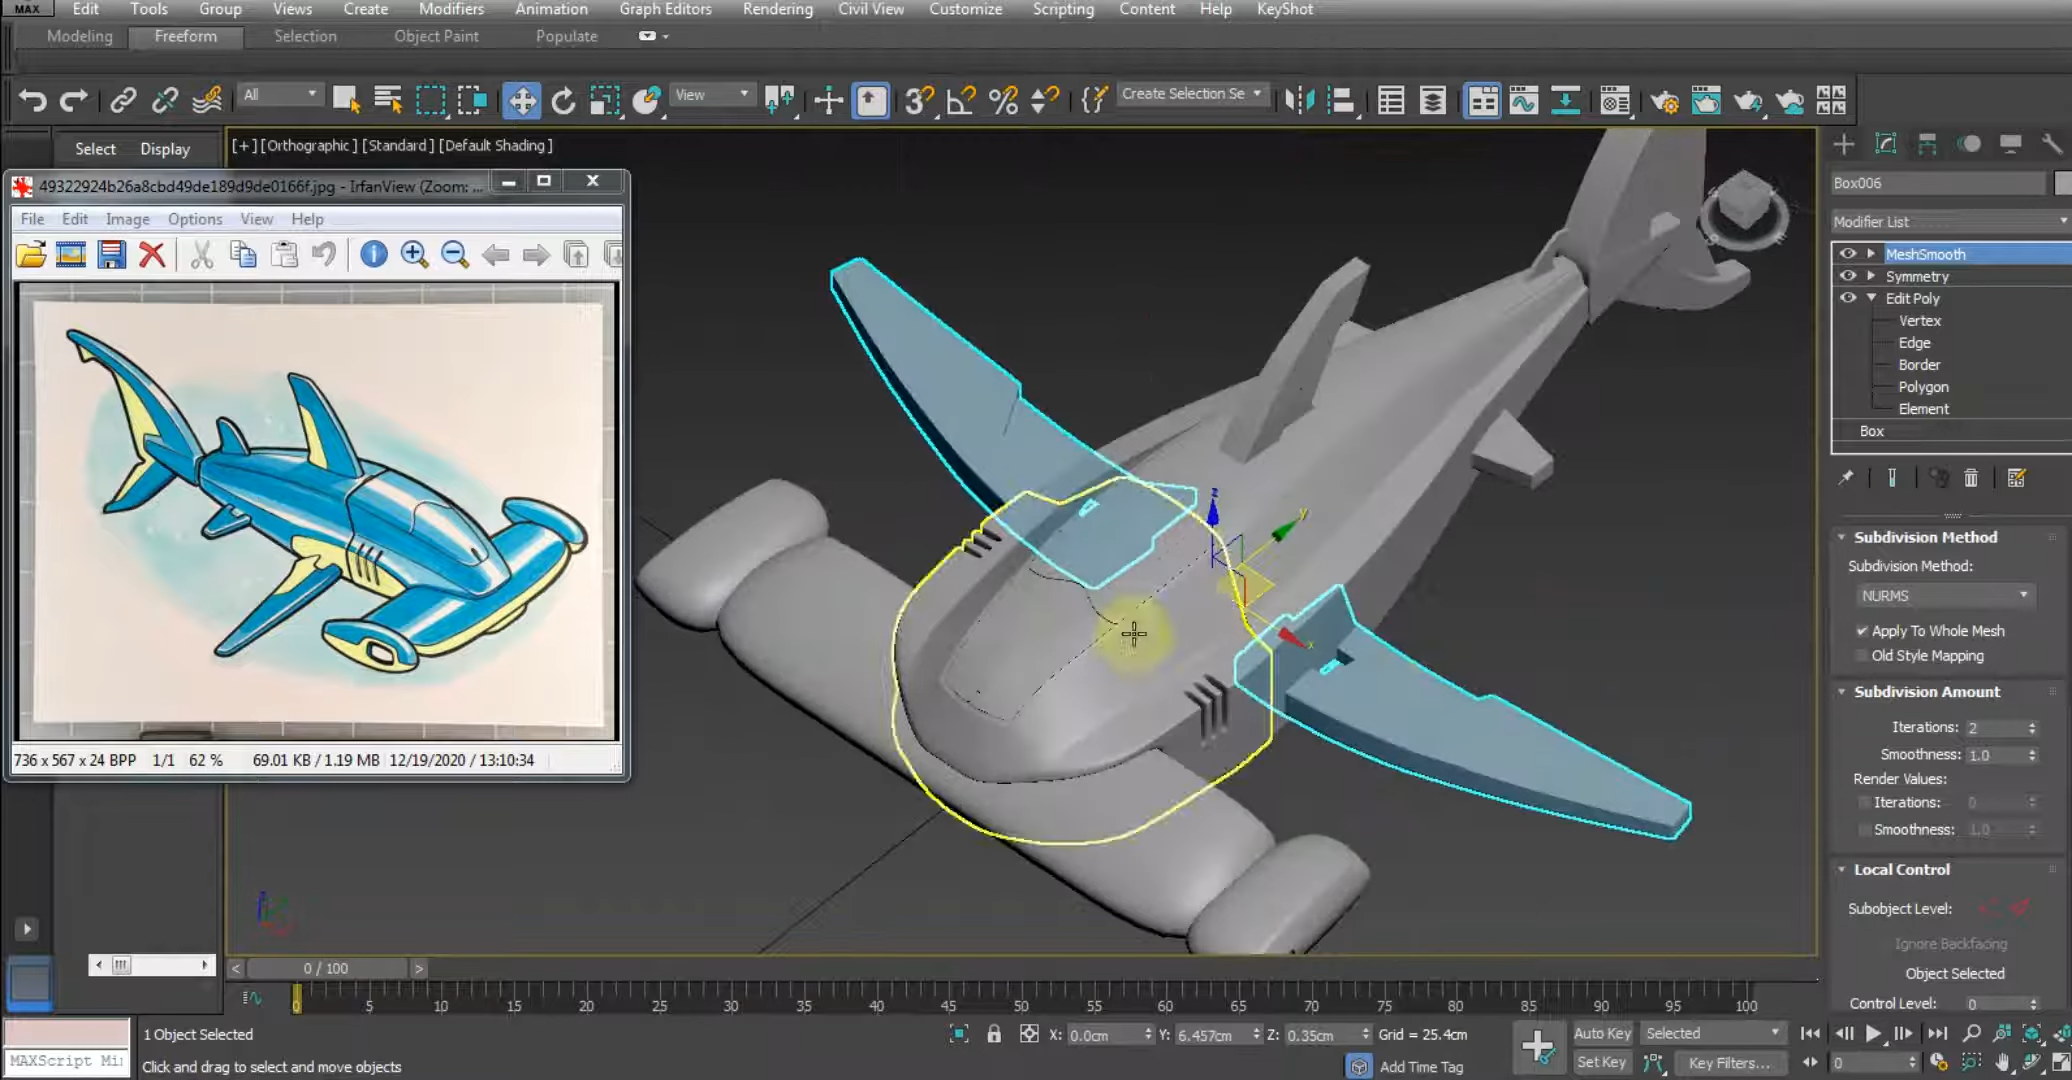 MAX Edit Tools Group Views Create Modifiers Animation Graph Editors Rendering Civil View Customize Scripting Content Help KeyShot
Modeling Freeform Selection Object Paint Populate
All View Create Selection Se
Select Display
[+] [Orthographic ] [Standard ] [Default Shading ]
49322924b26a8cbd49de189d9de0166f.jpg - IrfanView (Zoom: ...
File Edit Image Options View Help
736 x 567 x 24 BPP 1/1 62 % 69.01 KB / 1.19 MB 12/19/2020 / 13:10:34
z
y
x
Box006
Modifier List
MeshSmooth
Symmetry
Edit Poly
Vertex
Edge
Border
Polygon
Element
Box
Subdivision Method
Subdivision Method:
NURMS
Apply To Whole Mesh
Old Style Mapping
Subdivision Amount
Iterations: 2
Smoothness: 1.0
Render Values:
Iterations: 0
Smoothness: 1.0
Local Control
Subobject Level:
Ignore Backfacing
Object Selected
Control Level: 0
0 / 100
0 5 10 15 20 25 30 35 40 45 50 55 60 65 70 75 80 85 90 95 100
1 Object Selected
X: 0.0cm Y: 6.457cm Z: 0.35cm Grid = 25.4cm
Auto Key Selected
MAXScript Mi
Click and drag to select and move objects
Add Time Tag
Set Key Key Filters... 0